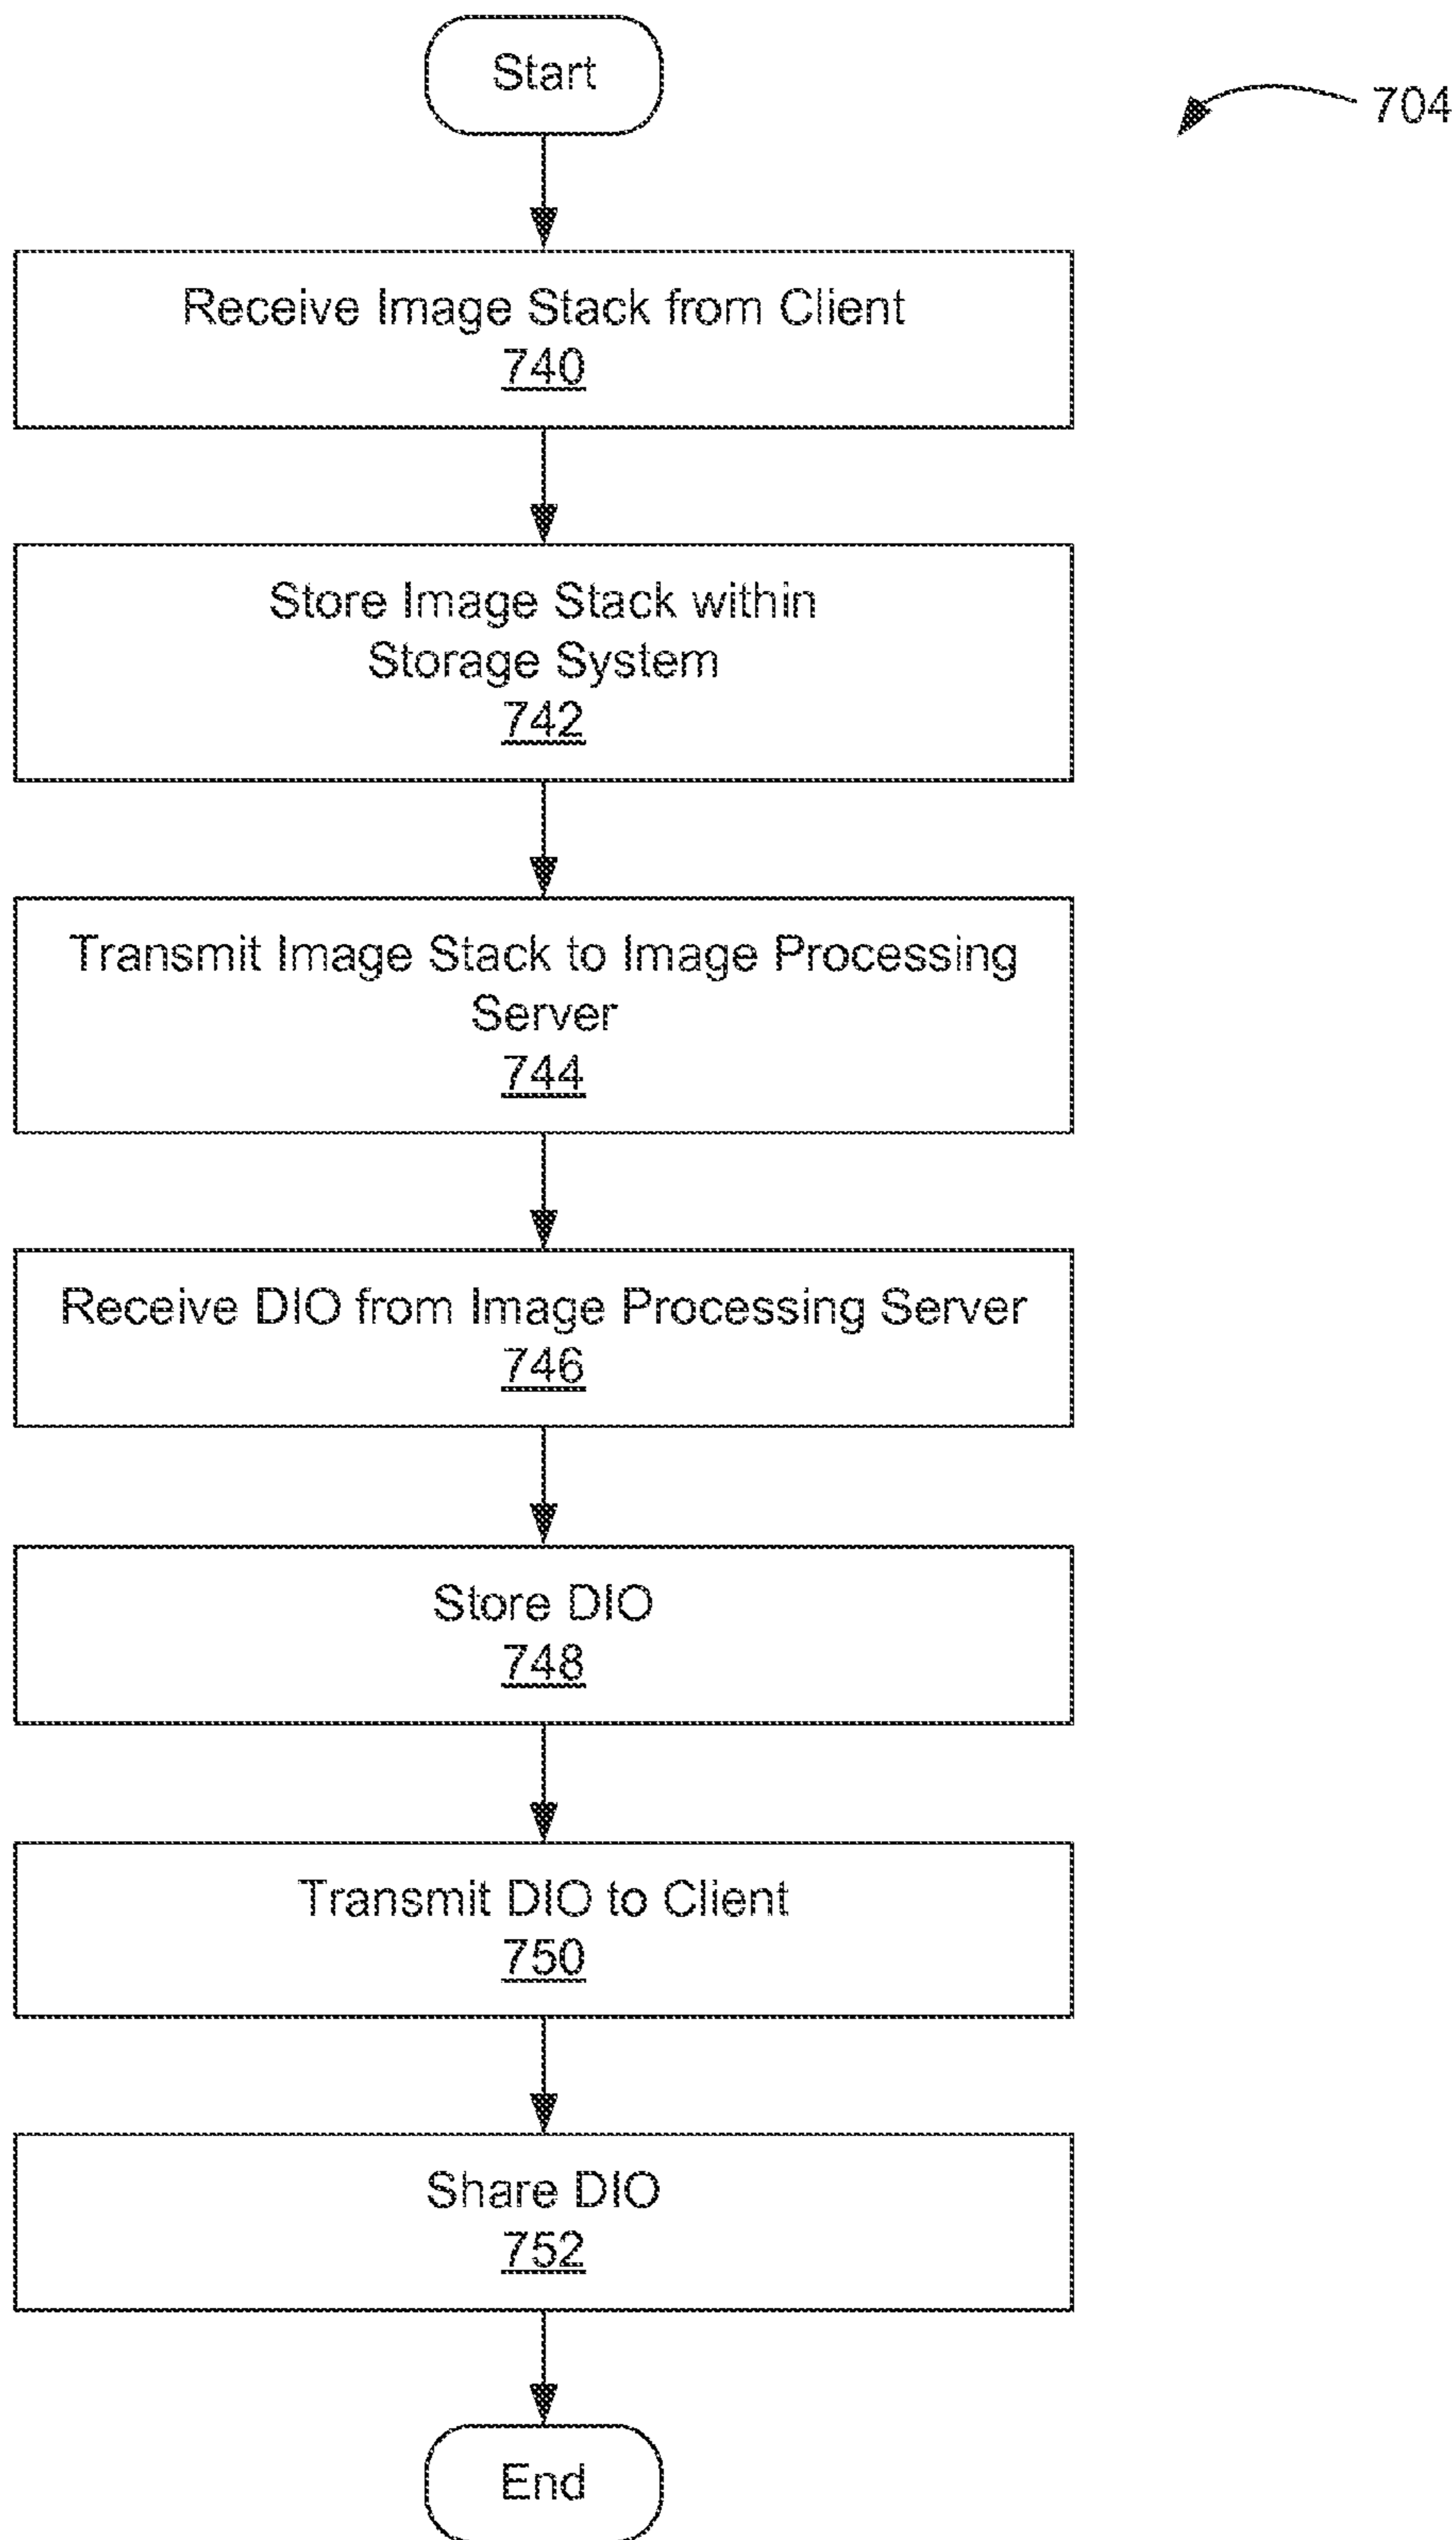 Start
704
Receive Image Stack from Client
740
Store Image Stack within
Storage System
742
Transmit Image Stack to Image Processing
Server
744
Receive DIO from Image Processing Server
746
Store DIO
748
Transmit DIO to Client
750
Share DIO
752
End